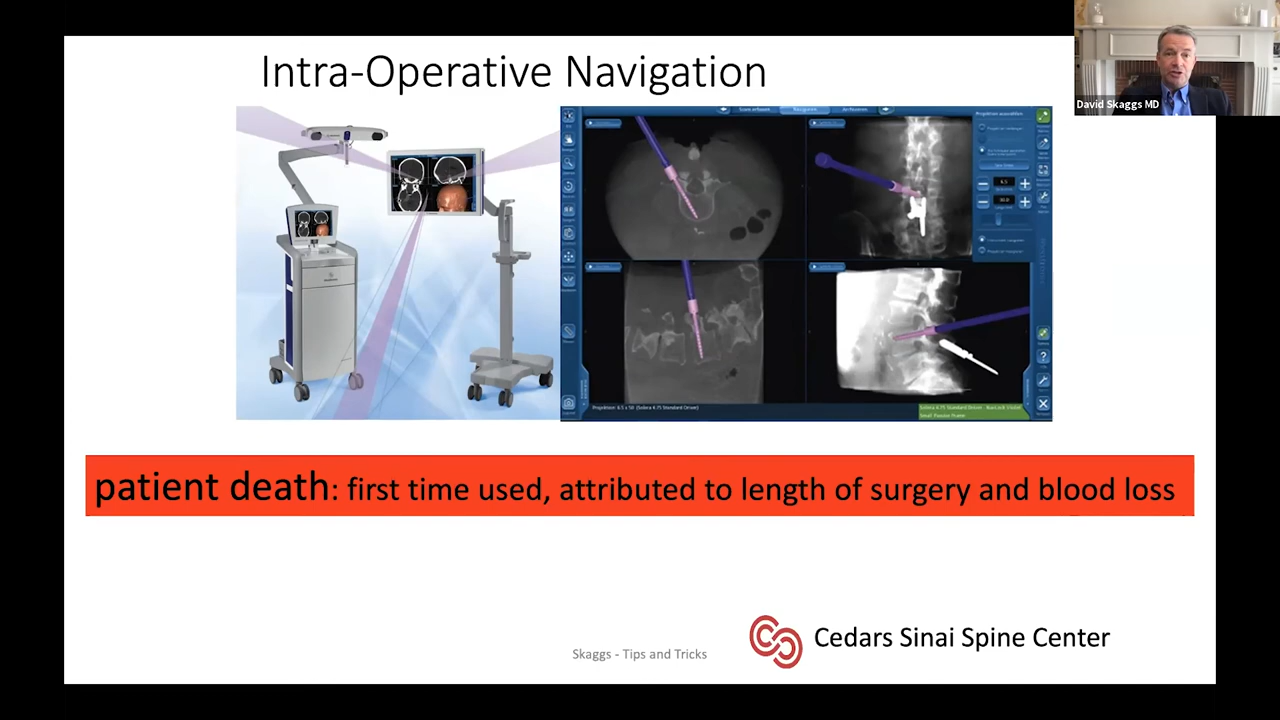 Intra-Operative Navigation
David Skaggs MD
patient death: first time used, attributed to length of surgery and blood loss
Skaggs - Tips and Tricks
Cedars Sinai Spine Center